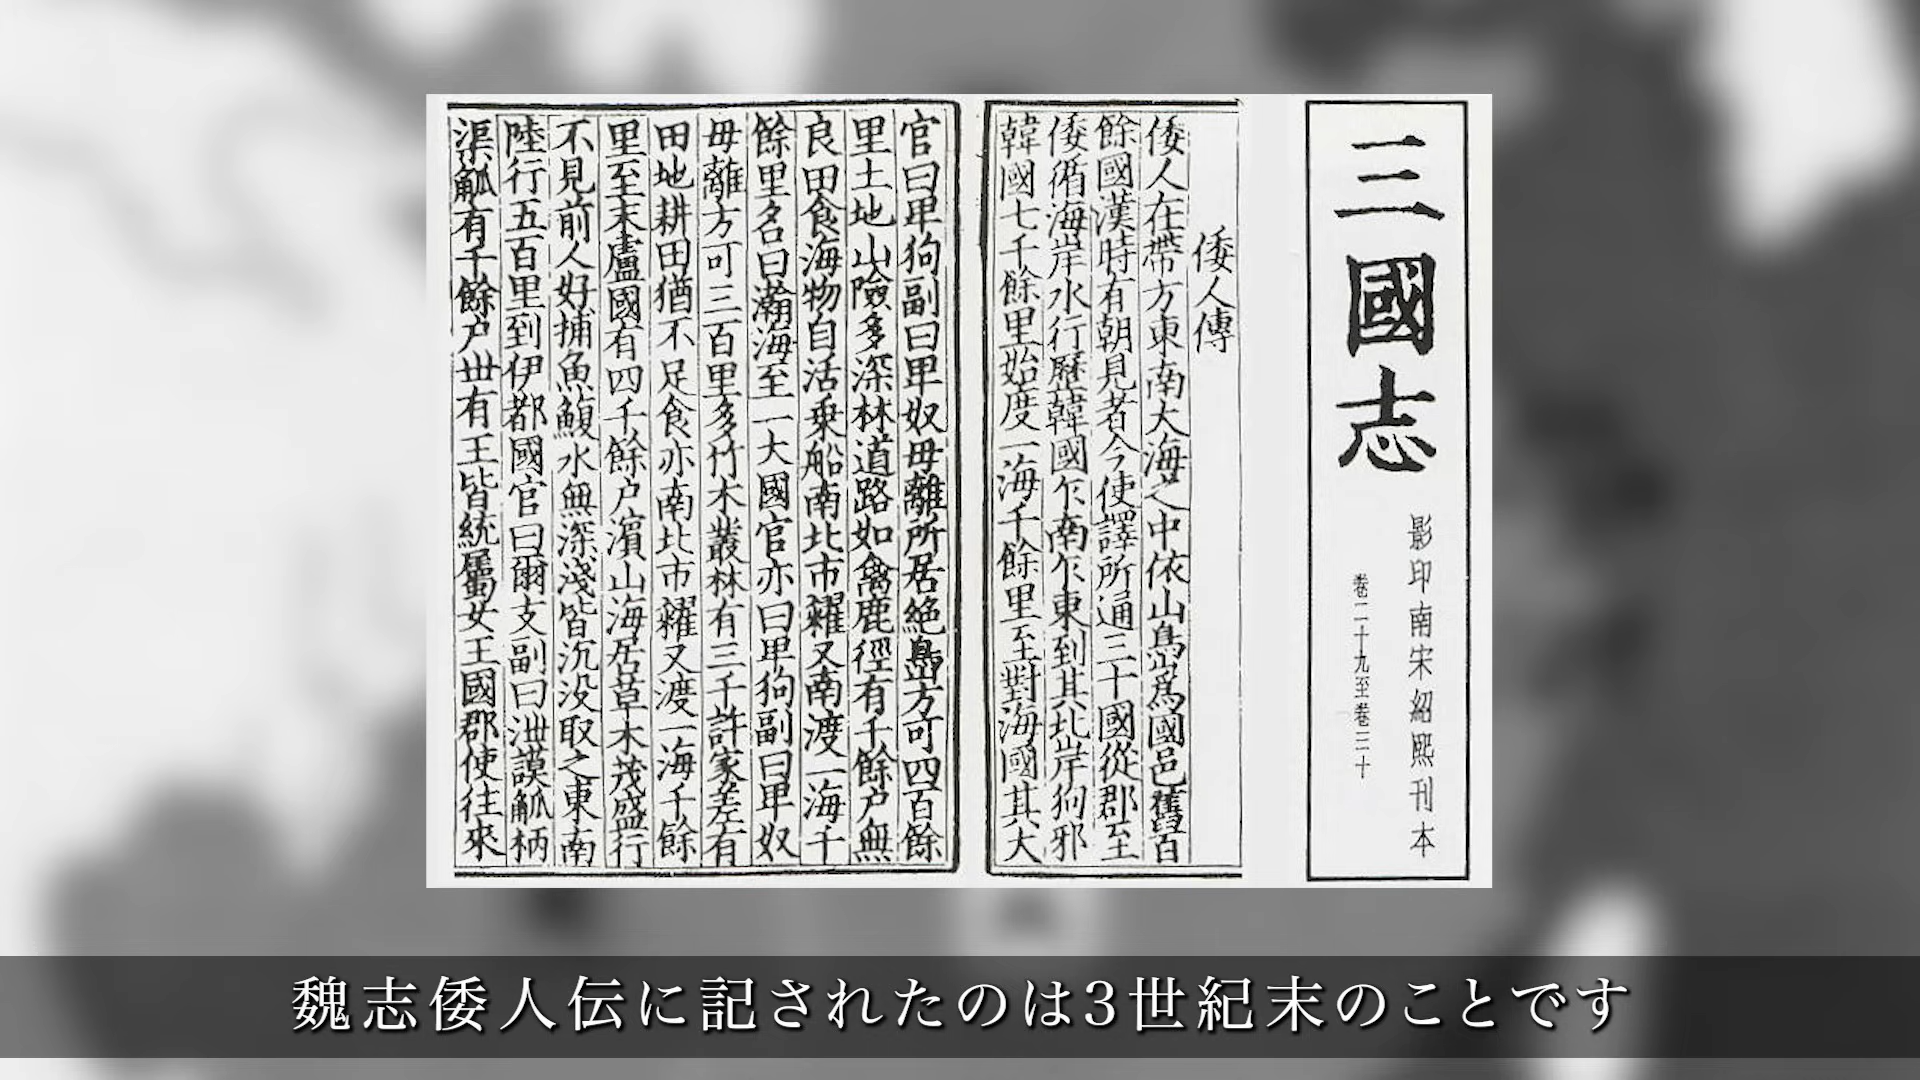 三國志
影印南宋紹熙刊本
卷二十九至卷三十
倭人傳
倭人在帶方東南大海之中依山島爲國邑舊百
餘國漢時有朝見者今使譯所通三十國從郡至
倭循海岸水行歷韓國乍南乍東到其北岸狗邪
韓國七千餘里始度一海千餘里至對海國其大
官曰卑狗副曰卑奴毋離所居絶島方可四百餘
里土地山險多深林道路如禽鹿徑有千餘户無
良田食海物自活乗船南北市糴又南渡一海千
餘里名曰瀚海至一大國官亦曰卑狗副曰卑奴
毋離方可三百里多竹木叢林有三千許家差有
田地耕田猶不足食亦南北市糴又渡一海千餘
里至末盧國有四千餘户濵山海居草木茂盛行
不見前人好捕魚鰒水無深淺皆沉没取之東南
陸行五百里到伊都國官曰爾支副曰泄謨觚柄
渠觚有千餘户丗有王皆統屬女王國郡使往來
魏志倭人伝に記されたのは3世紀末のことです